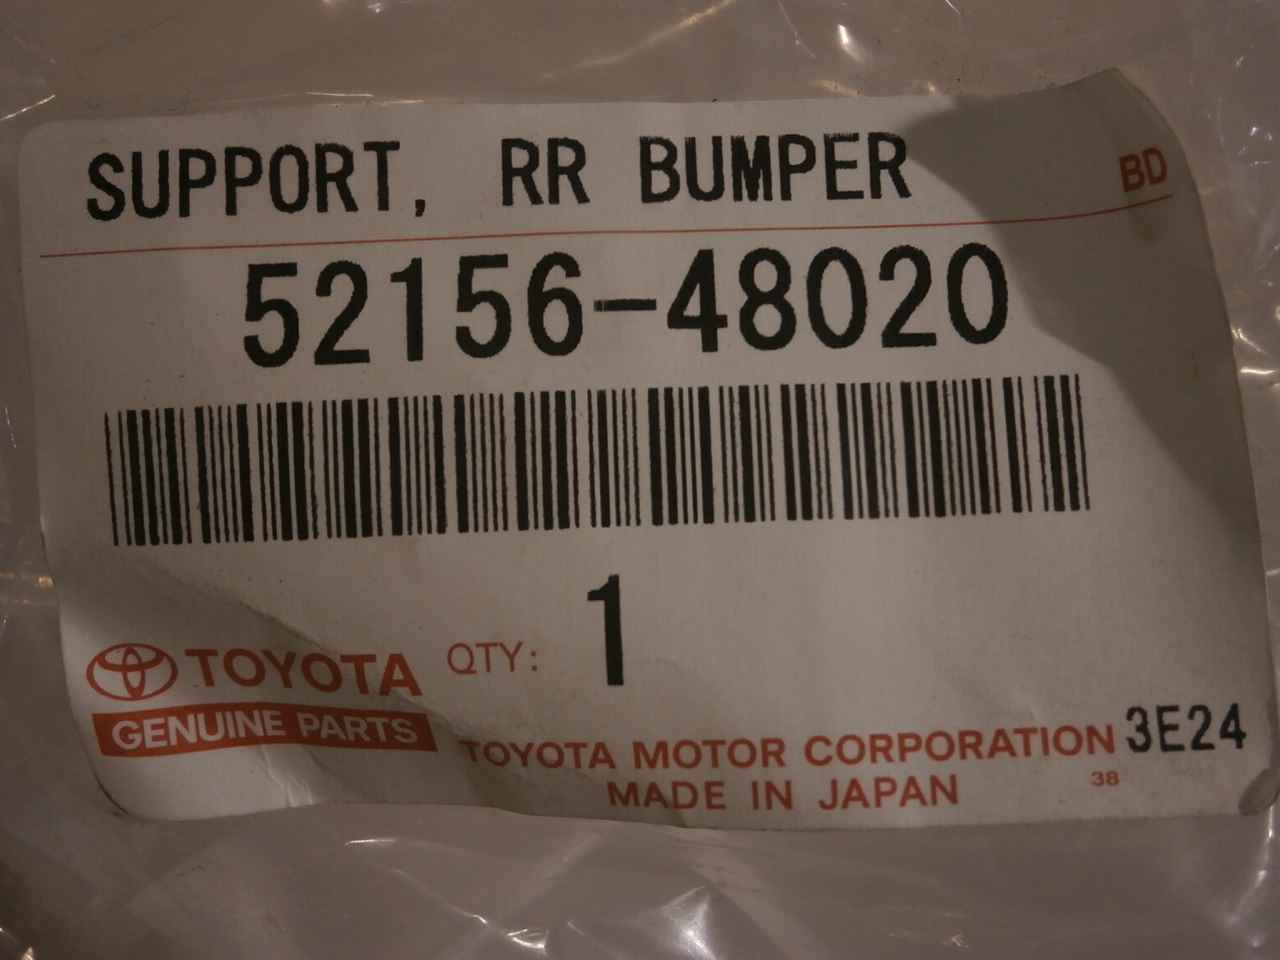 SUPPORT, RR BUMPER
BD
52156-48020
1
TOYOTA QTY:
GENUINE PARTS
TOYOTA MOTOR CORPORATION 3E24
MADE IN JAPAN 38